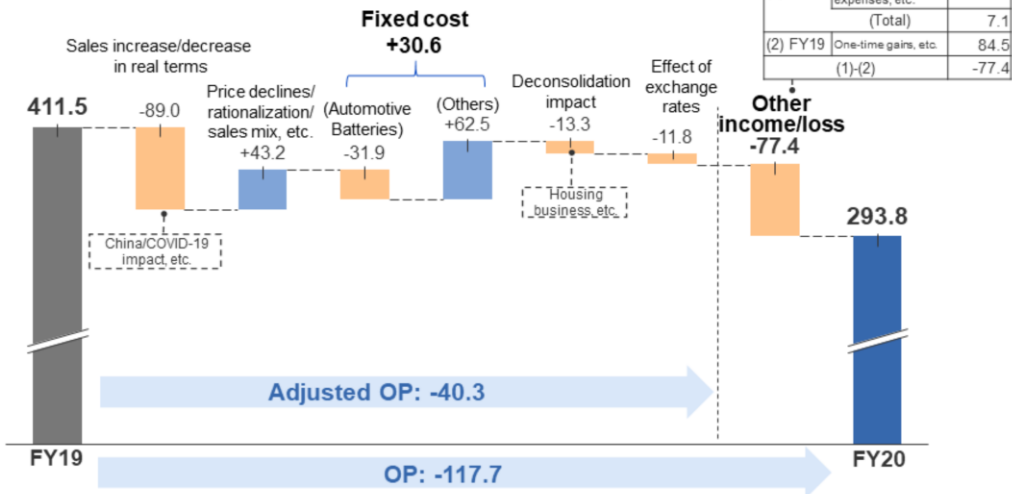 expenses, etc.
(Total) 7.1
(2) FY19 One-time gains, etc. 84.5
(1)-(2) -77.4
Fixed cost
+30.6
Sales increase/decrease
in real terms
411.5
-89.0
China/COVID-19
impact, etc.
Price declines/
rationalization/
sales mix, etc.
+43.2
(Automotive
Batteries)
-31.9
(Others)
+62.5
Deconsolidation
impact
-13.3
Housing
business, etc.
Effect of
exchange
rates
-11.8
Other
income/loss
-77.4
293.8
Adjusted OP: -40.3
FY19
FY20
OP: -117.7